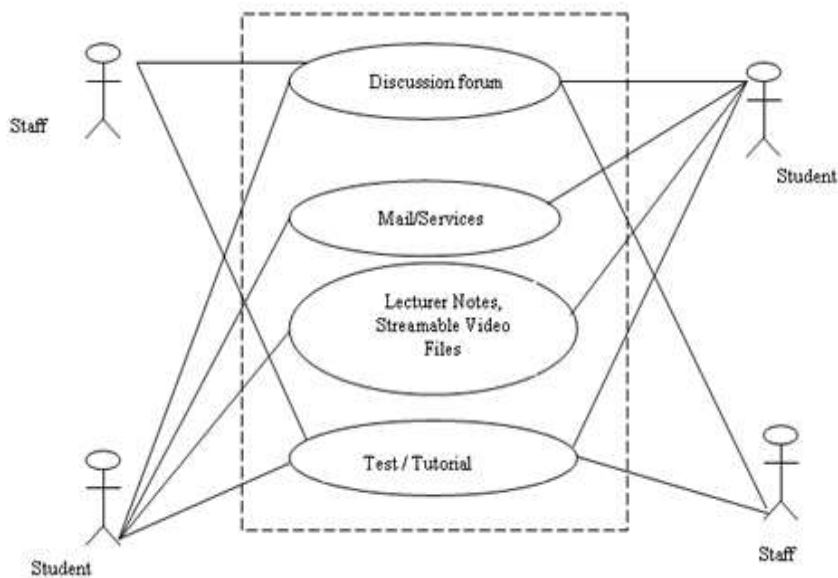 Discussion forum
Staff
Student
Mail/Services
Lecturer Notes,
Streamable Video
Files
Test / Tutorial
Staff
Student